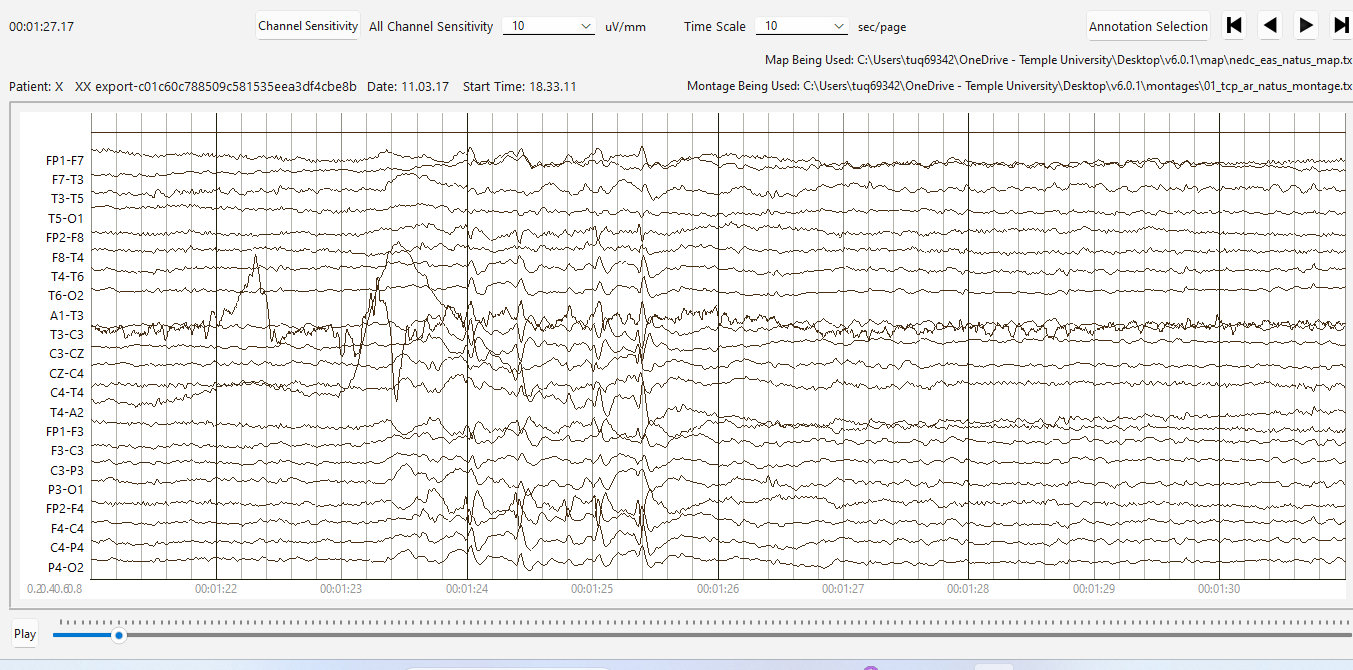 00:01:27.17 Channel Sensitivity All Channel Sensitivity 10 uV/mm Time Scale 10 sec/page Annotation Selection
Map Being Used: C:\Users\tuq69342\OneDrive - Temple University\Desktop\v6.0.1\map\nedc_eas_natus_map.tx
Patient: X XX export-c01c60c788509c581535eea3df4cbe8b Date: 11.03.17 Start Time: 18.33.11 Montage Being Used: C:\Users\tuq69342\OneDrive - Temple University\Desktop\v6.0.1\montages\01_tcp_ar_natus_montage.tx
FP1-F7
F7-T3
T3-T5
T5-O1
FP2-F8
F8-T4
T4-T6
T6-O2
A1-T3
T3-C3
C3-CZ
CZ-C4
C4-T4
T4-A2
FP1-F3
F3-C3
C3-P3
P3-O1
FP2-F4
F4-C4
C4-P4
P4-O2
00:01:22 00:01:23 00:01:24 00:01:25 00:01:26 00:01:27 00:01:28 00:01:29 00:01:30
Play